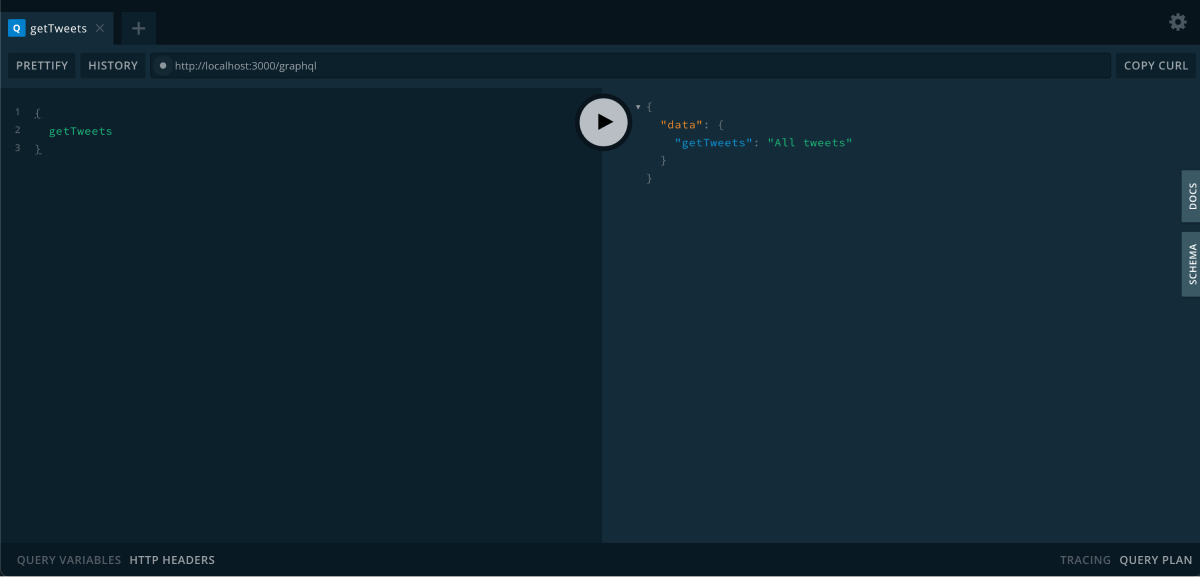 Q getTweets
PRETTIFY HISTORY http://localhost:3000/graphql COPY CURL
1 {
2 getTweets
3 }
{
"data": {
"getTweets": "All tweets"
}
}
DOCS
SCHEMA
QUERY VARIABLES HTTP HEADERS TRACING QUERY PLAN